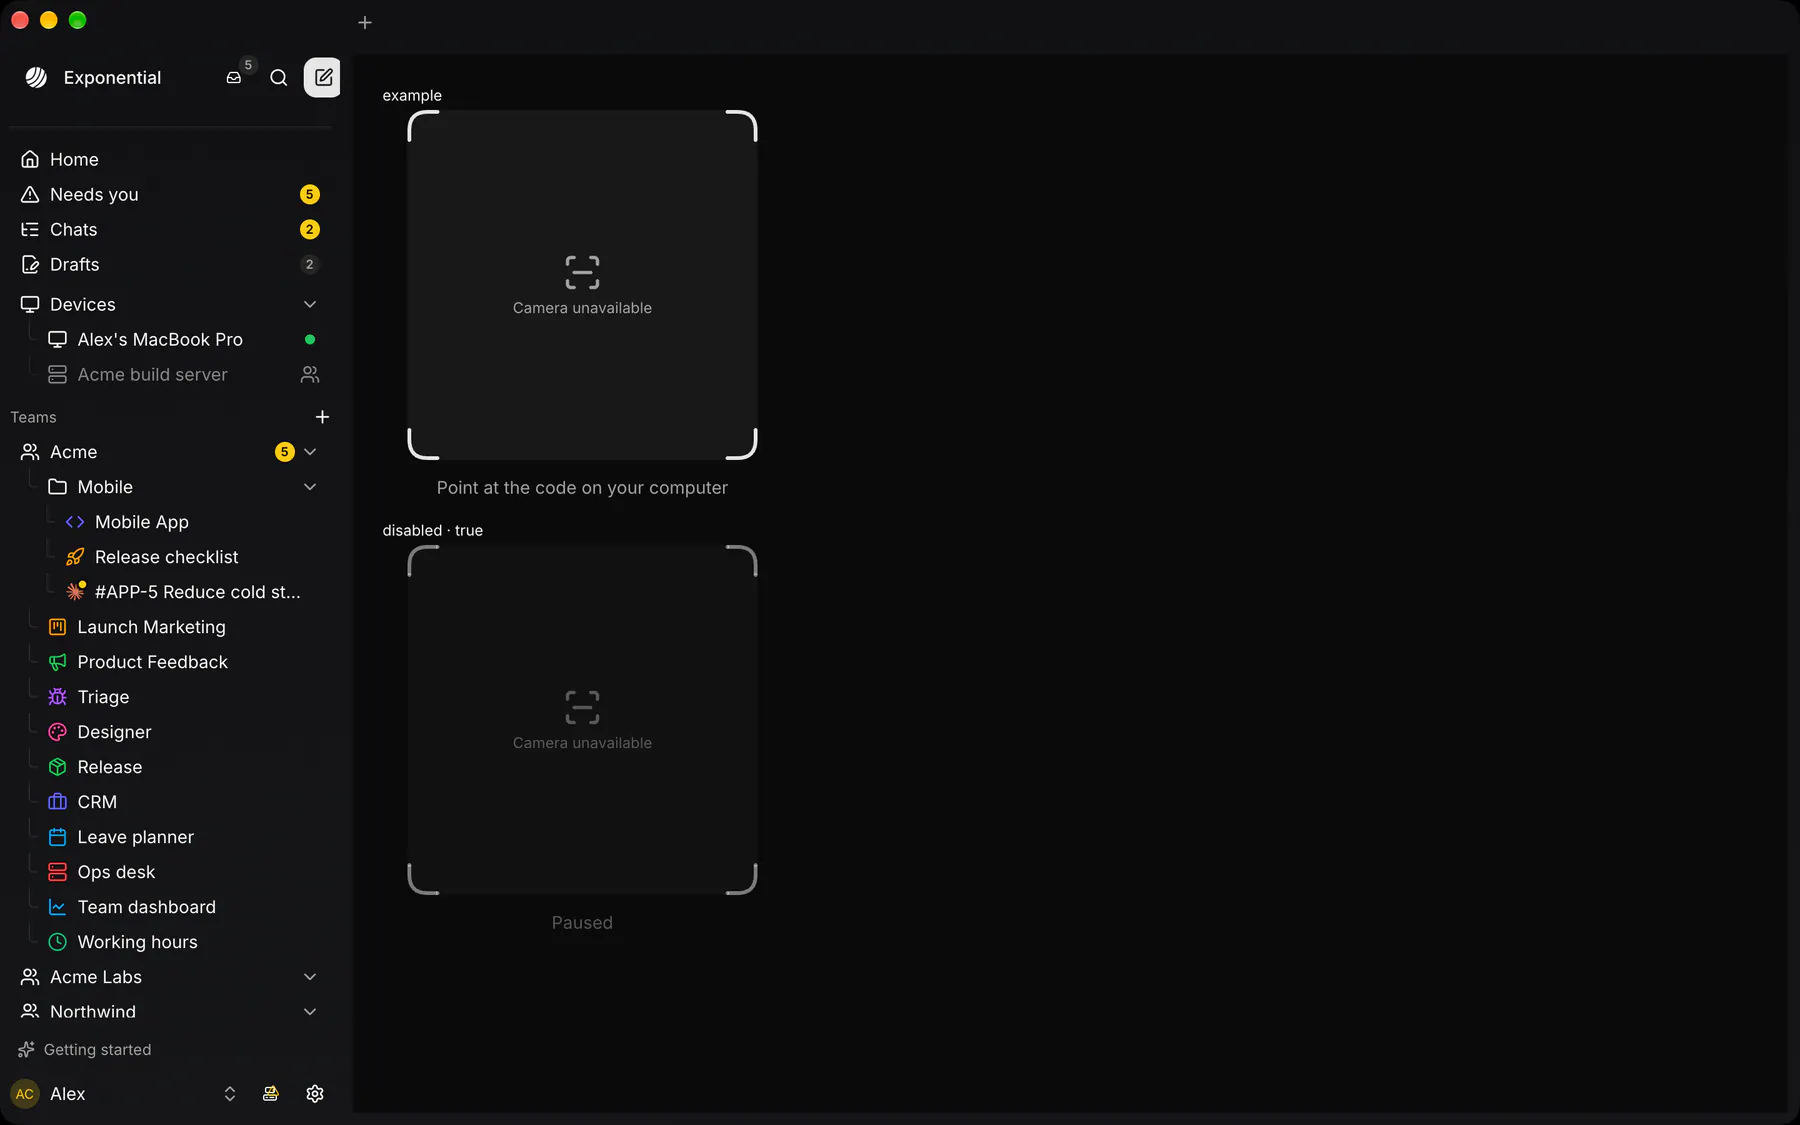 Exponential
5
Home
Needs you
5
Chats
2
Drafts
2
Devices
Alex's MacBook Pro
Acme build server
Teams
Acme
5
Mobile
Mobile App
Release checklist
#APP-5 Reduce cold st...
Launch Marketing
Product Feedback
Triage
Designer
Release
CRM
Leave planner
Ops desk
Team dashboard
Working hours
Acme Labs
Northwind
Getting started
AC
Alex
example
Camera unavailable
Point at the code on your computer
disabled · true
Camera unavailable
Paused